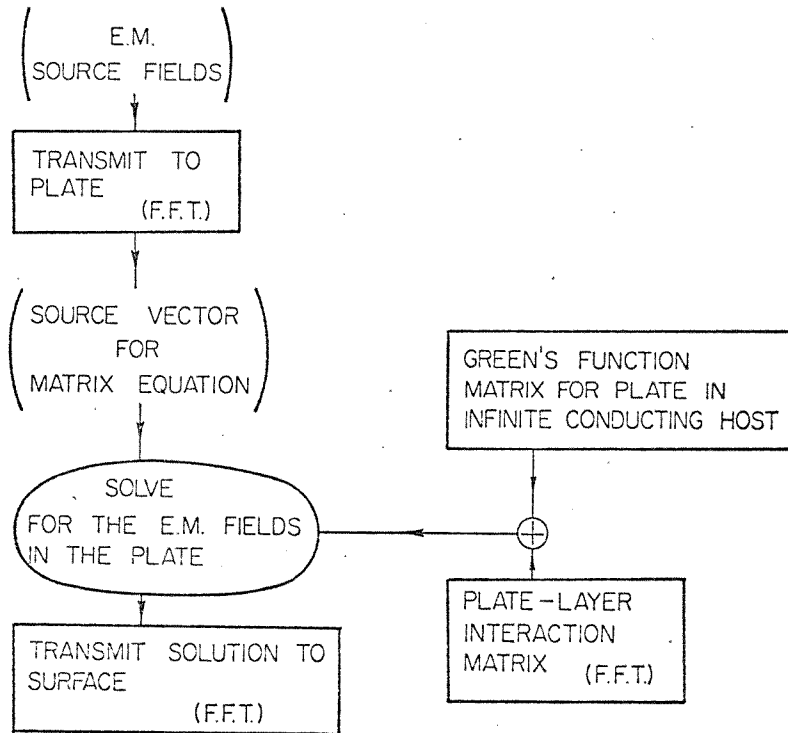 E.M.
SOURCE FIELDS
TRANSMIT TO
PLATE
(F.F.T.)
SOURCE VECTOR
FOR
MATRIX EQUATION
GREEN'S FUNCTION
MATRIX FOR PLATE IN
INFINITE CONDUCTING HOST
SOLVE
FOR THE E.M. FIELDS
IN THE PLATE
PLATE-LAYER
INTERACTION
MATRIX (F.F.T.)
TRANSMIT SOLUTION TO
SURFACE
(F.F.T.)